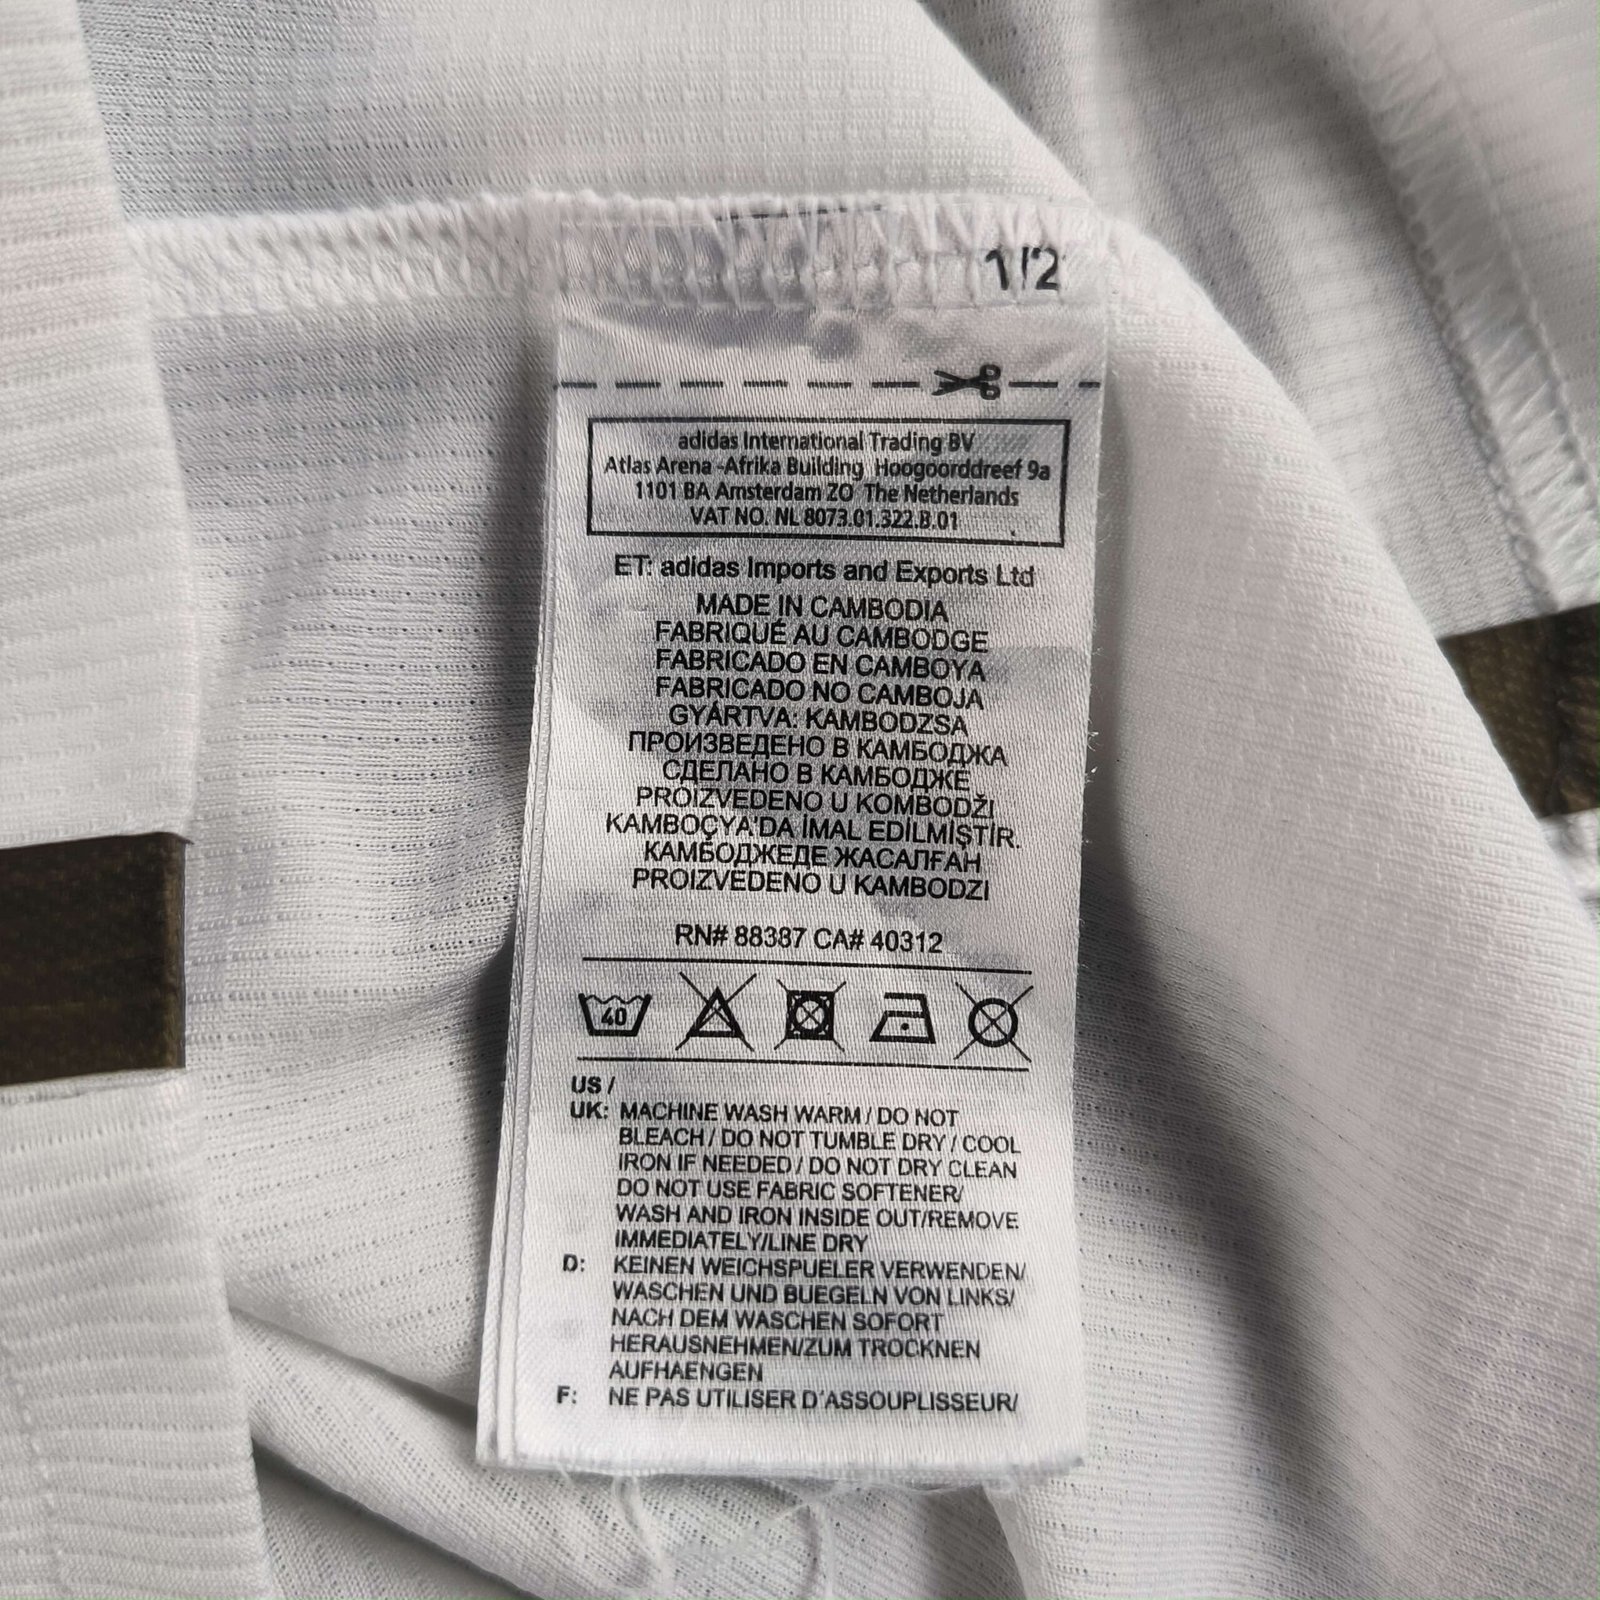 1/2
adidas International Trading BV
Atlas Arena -Afrika Building Hoogoorddreef 9a
1101 BA Amsterdam ZO The Netherlands
VAT NO. NL 8073.01.322.B.01
ET: adidas Imports and Exports Ltd
MADE IN CAMBODIA
FABRIQUÉ AU CAMBODGE
FABRICADO EN CAMBOYA
FABRICADO NO CAMBOJA
GYÁRTVA: KAMBODZSA
ПРОИЗВЕДЕНО В КАМБОДЖА
СДЕЛАНО В КАМБОДЖЕ
PROIZVEDENO U KOMBODŽI
KAMBOÇYA'DA İMAL EDİLMİŞTİR.
КАМБОДЖЕДЕ ЖАСАЛҒАН
PROIZVEDENO U KAMBODZI
RN# 88387 CA# 40312
40
US /
UK: MACHINE WASH WARM / DO NOT
BLEACH / DO NOT TUMBLE DRY / COOL
IRON IF NEEDED / DO NOT DRY CLEAN
DO NOT USE FABRIC SOFTENER/
WASH AND IRON INSIDE OUT/REMOVE
IMMEDIATELY/LINE DRY
D: KEINEN WEICHSPUELER VERWENDEN/
WASCHEN UND BUEGELN VON LINKS/
NACH DEM WASCHEN SOFORT
HERAUSNEHMEN/ZUM TROCKNEN
AUFHAENGEN
F: NE PAS UTILISER D'ASSOUPLISSEUR/